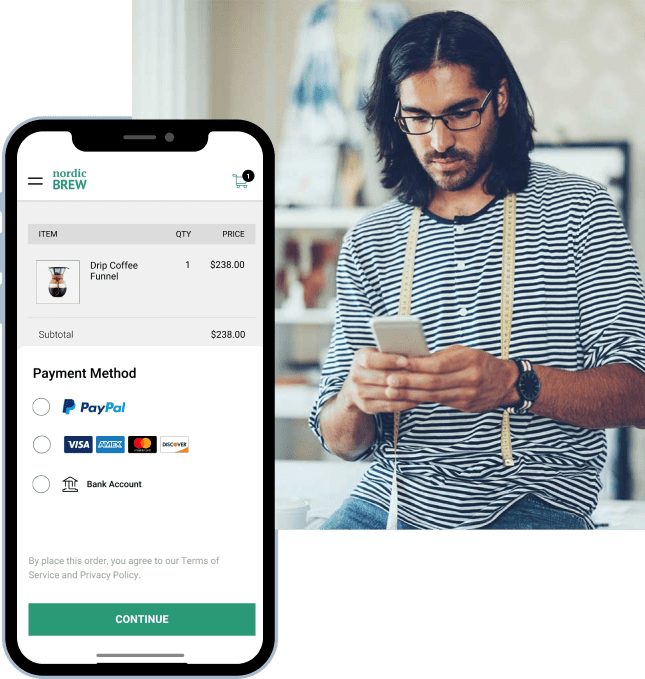 nordic
BREW
1
ITEM QTY PRICE
Drip Coffee 1 $238.00
Funnel
Subtotal $238.00
Payment Method
PayPal
VISA AMEX mastercard DISCOVER
Bank Account
By place this order, you agree to our Terms of
Service and Privacy Policy.
CONTINUE